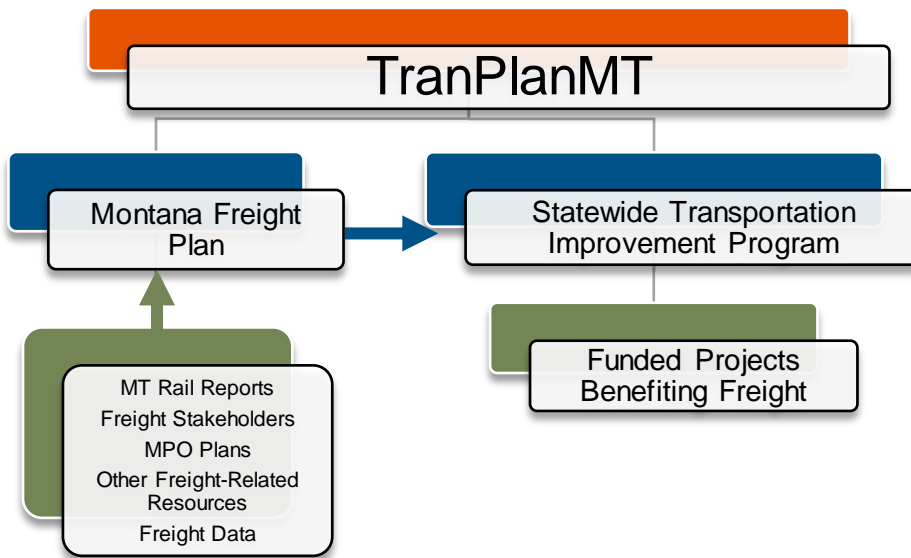 TranPlanMT
Montana Freight
Plan
Statewide Transportation
Improvement Program
MT Rail Reports
Freight Stakeholders
MPO Plans
Other Freight-Related
Resources
Freight Data
Funded Projects
Benefiting Freight